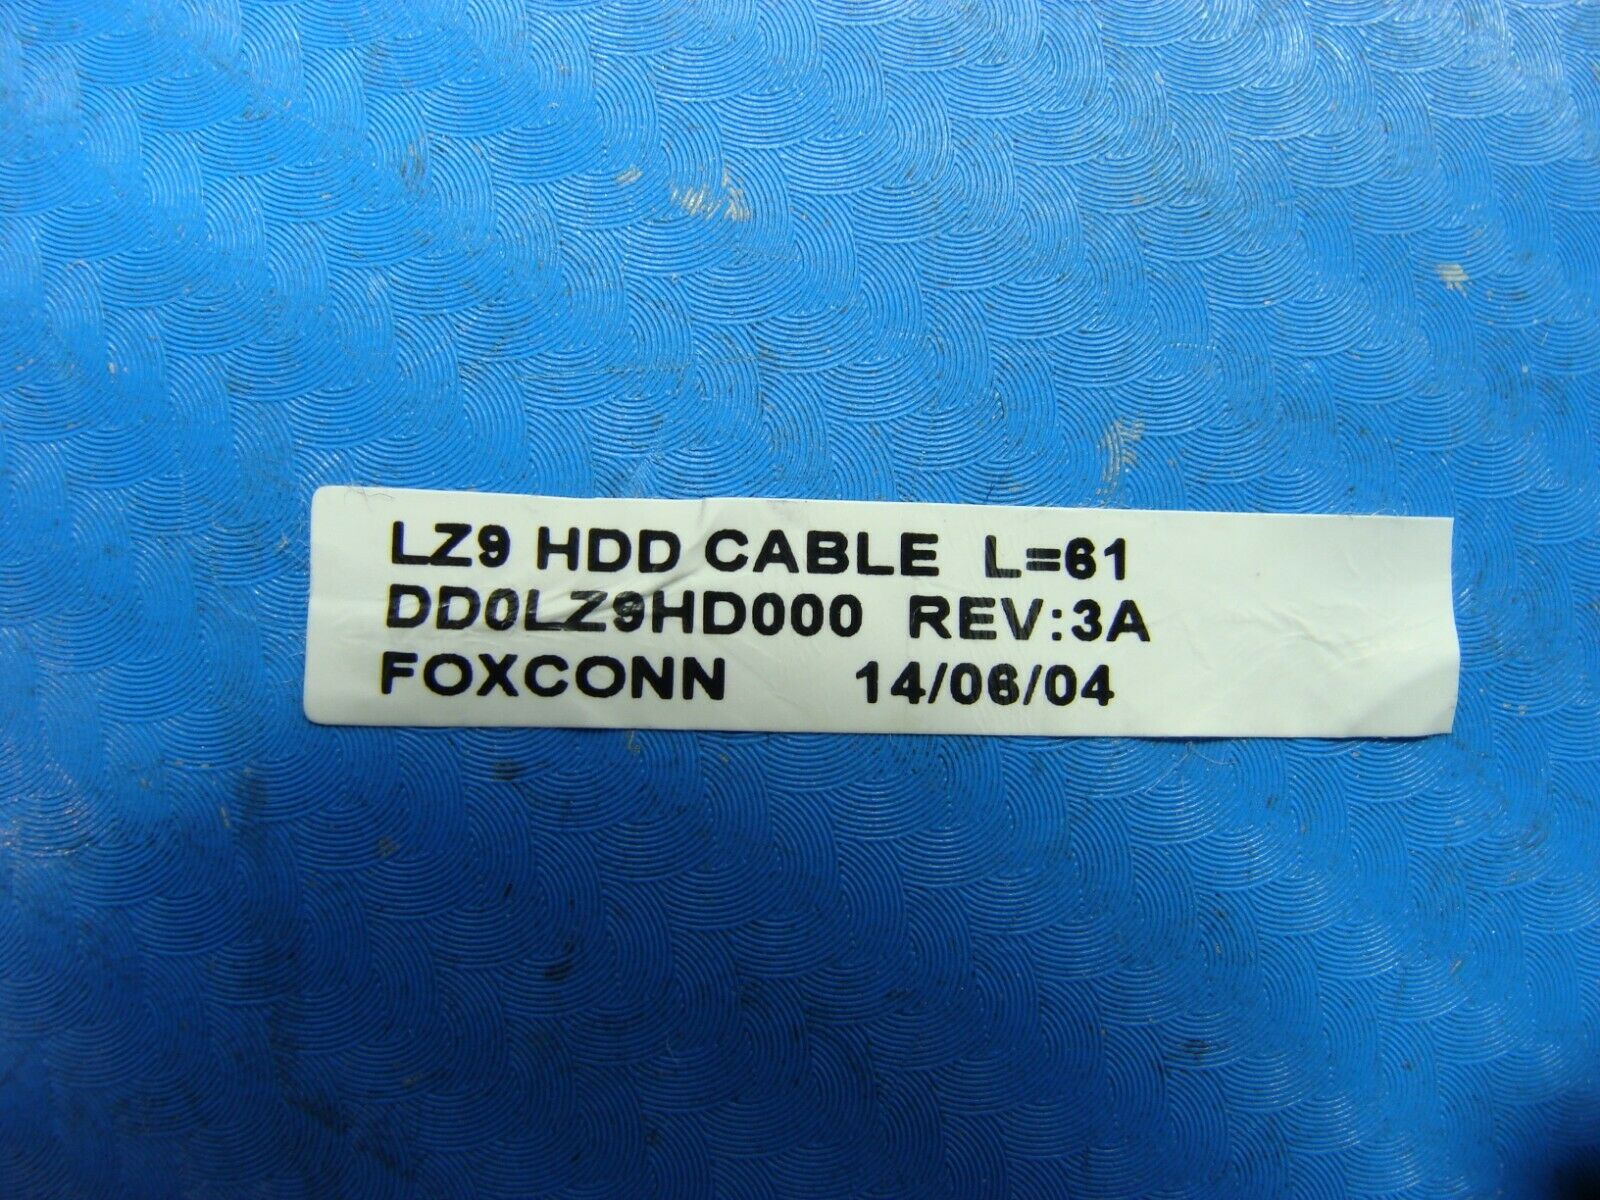 LZ9 HDD CABLE L=61
DD0LZ9HD000 REV:3A
FOXCONN 14/06/04